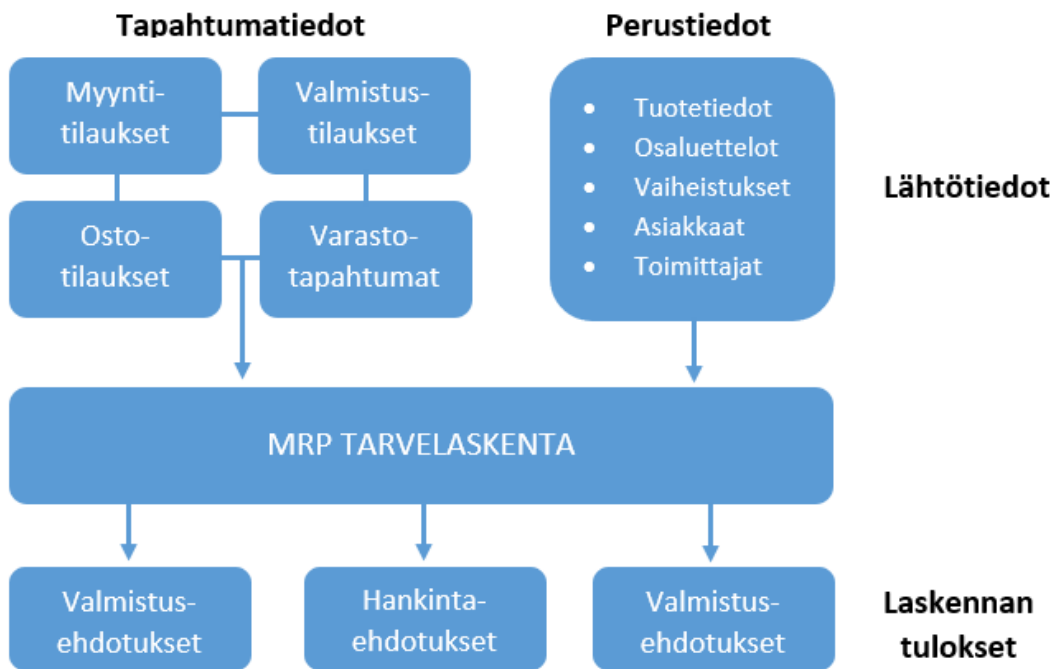 Tapahtumatiedot
Perustiedot
Myynti-
tilaukset
Valmistus-
tilaukset
Osto-
tilaukset
Varasto-
tapahtumat
• Tuotetiedot
• Osaluettelot
• Vaiheistukset
• Asiakkaat
• Toimittajat
Lähtötiedot
MRP TARVELASKENTA
Valmistus-
ehdotukset
Hankinta-
ehdotukset
Valmistus-
ehdotukset
Laskennan
tulokset